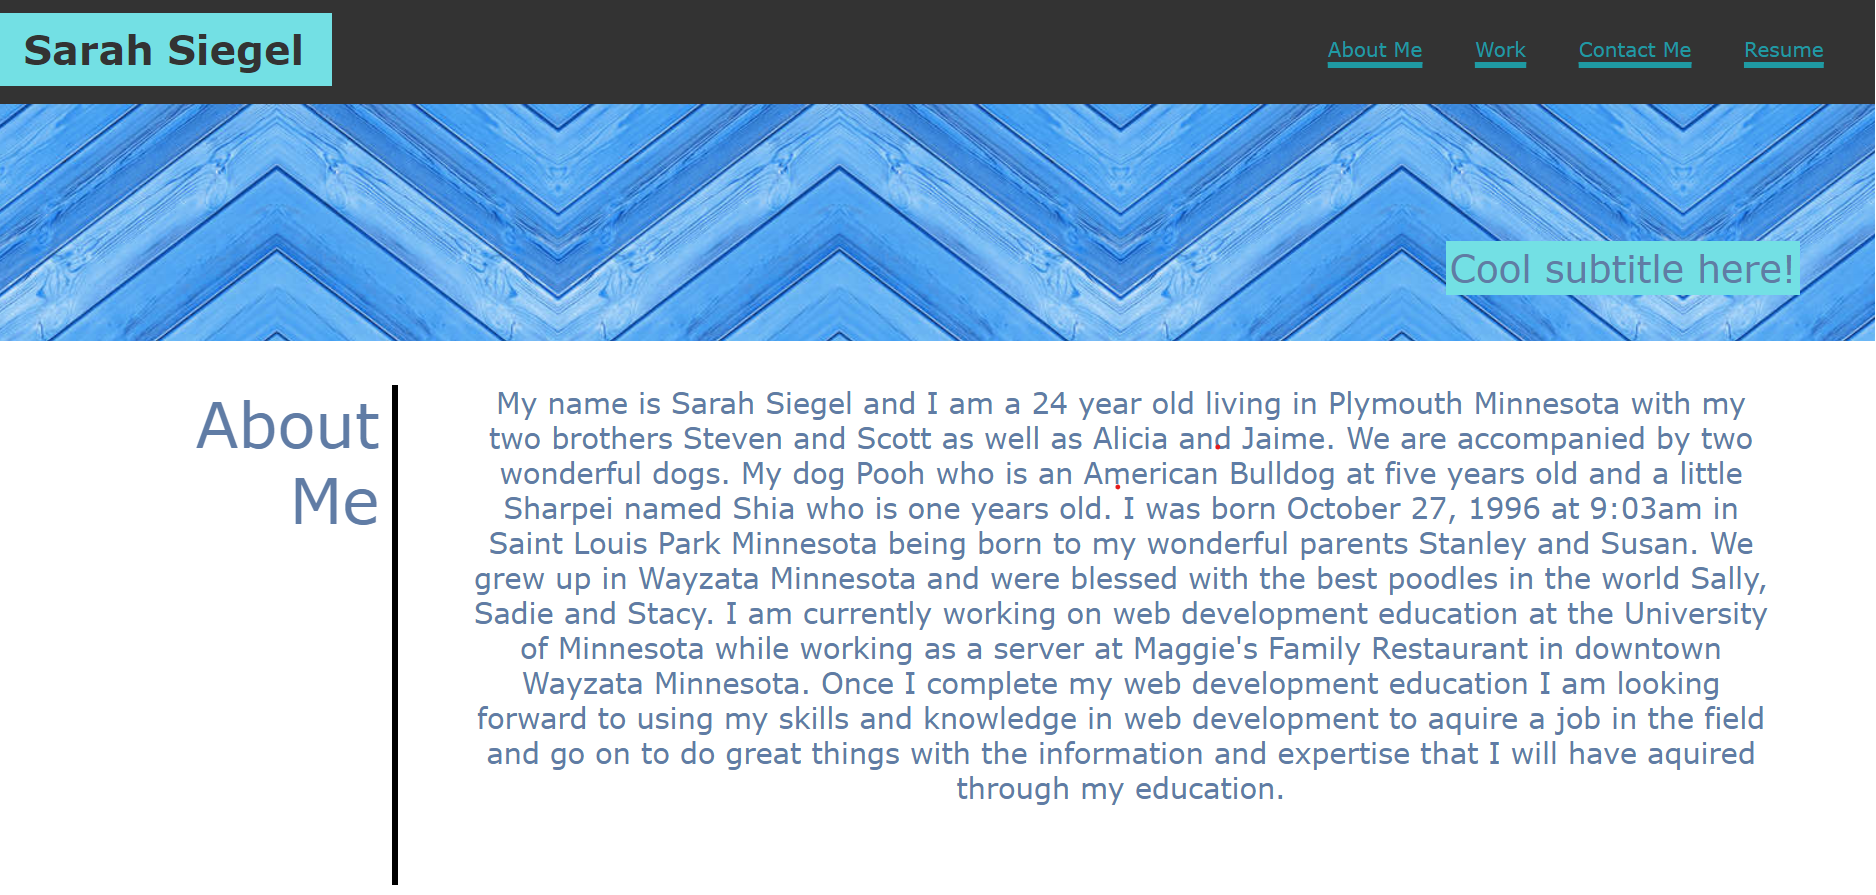 Sarah Siegel
About Me
Work
Contact Me
Resume
Cool subtitle here!
About
Me
My name is Sarah Siegel and I am a 24 year old living in Plymouth Minnesota with my
two brothers Steven and Scott as well as Alicia and Jaime. We are accompanied by two
wonderful dogs. My dog Pooh who is an American Bulldog at five years old and a little
Sharpei named Shia who is one years old. I was born October 27, 1996 at 9:03am in
Saint Louis Park Minnesota being born to my wonderful parents Stanley and Susan. We
grew up in Wayzata Minnesota and were blessed with the best poodles in the world Sally,
Sadie and Stacy. I am currently working on web development education at the University
of Minnesota while working as a server at Maggie's Family Restaurant in downtown
Wayzata Minnesota. Once I complete my web development education I am looking
forward to using my skills and knowledge in web development to aquire a job in the field
and go on to do great things with the information and expertise that I will have aquired
through my education.